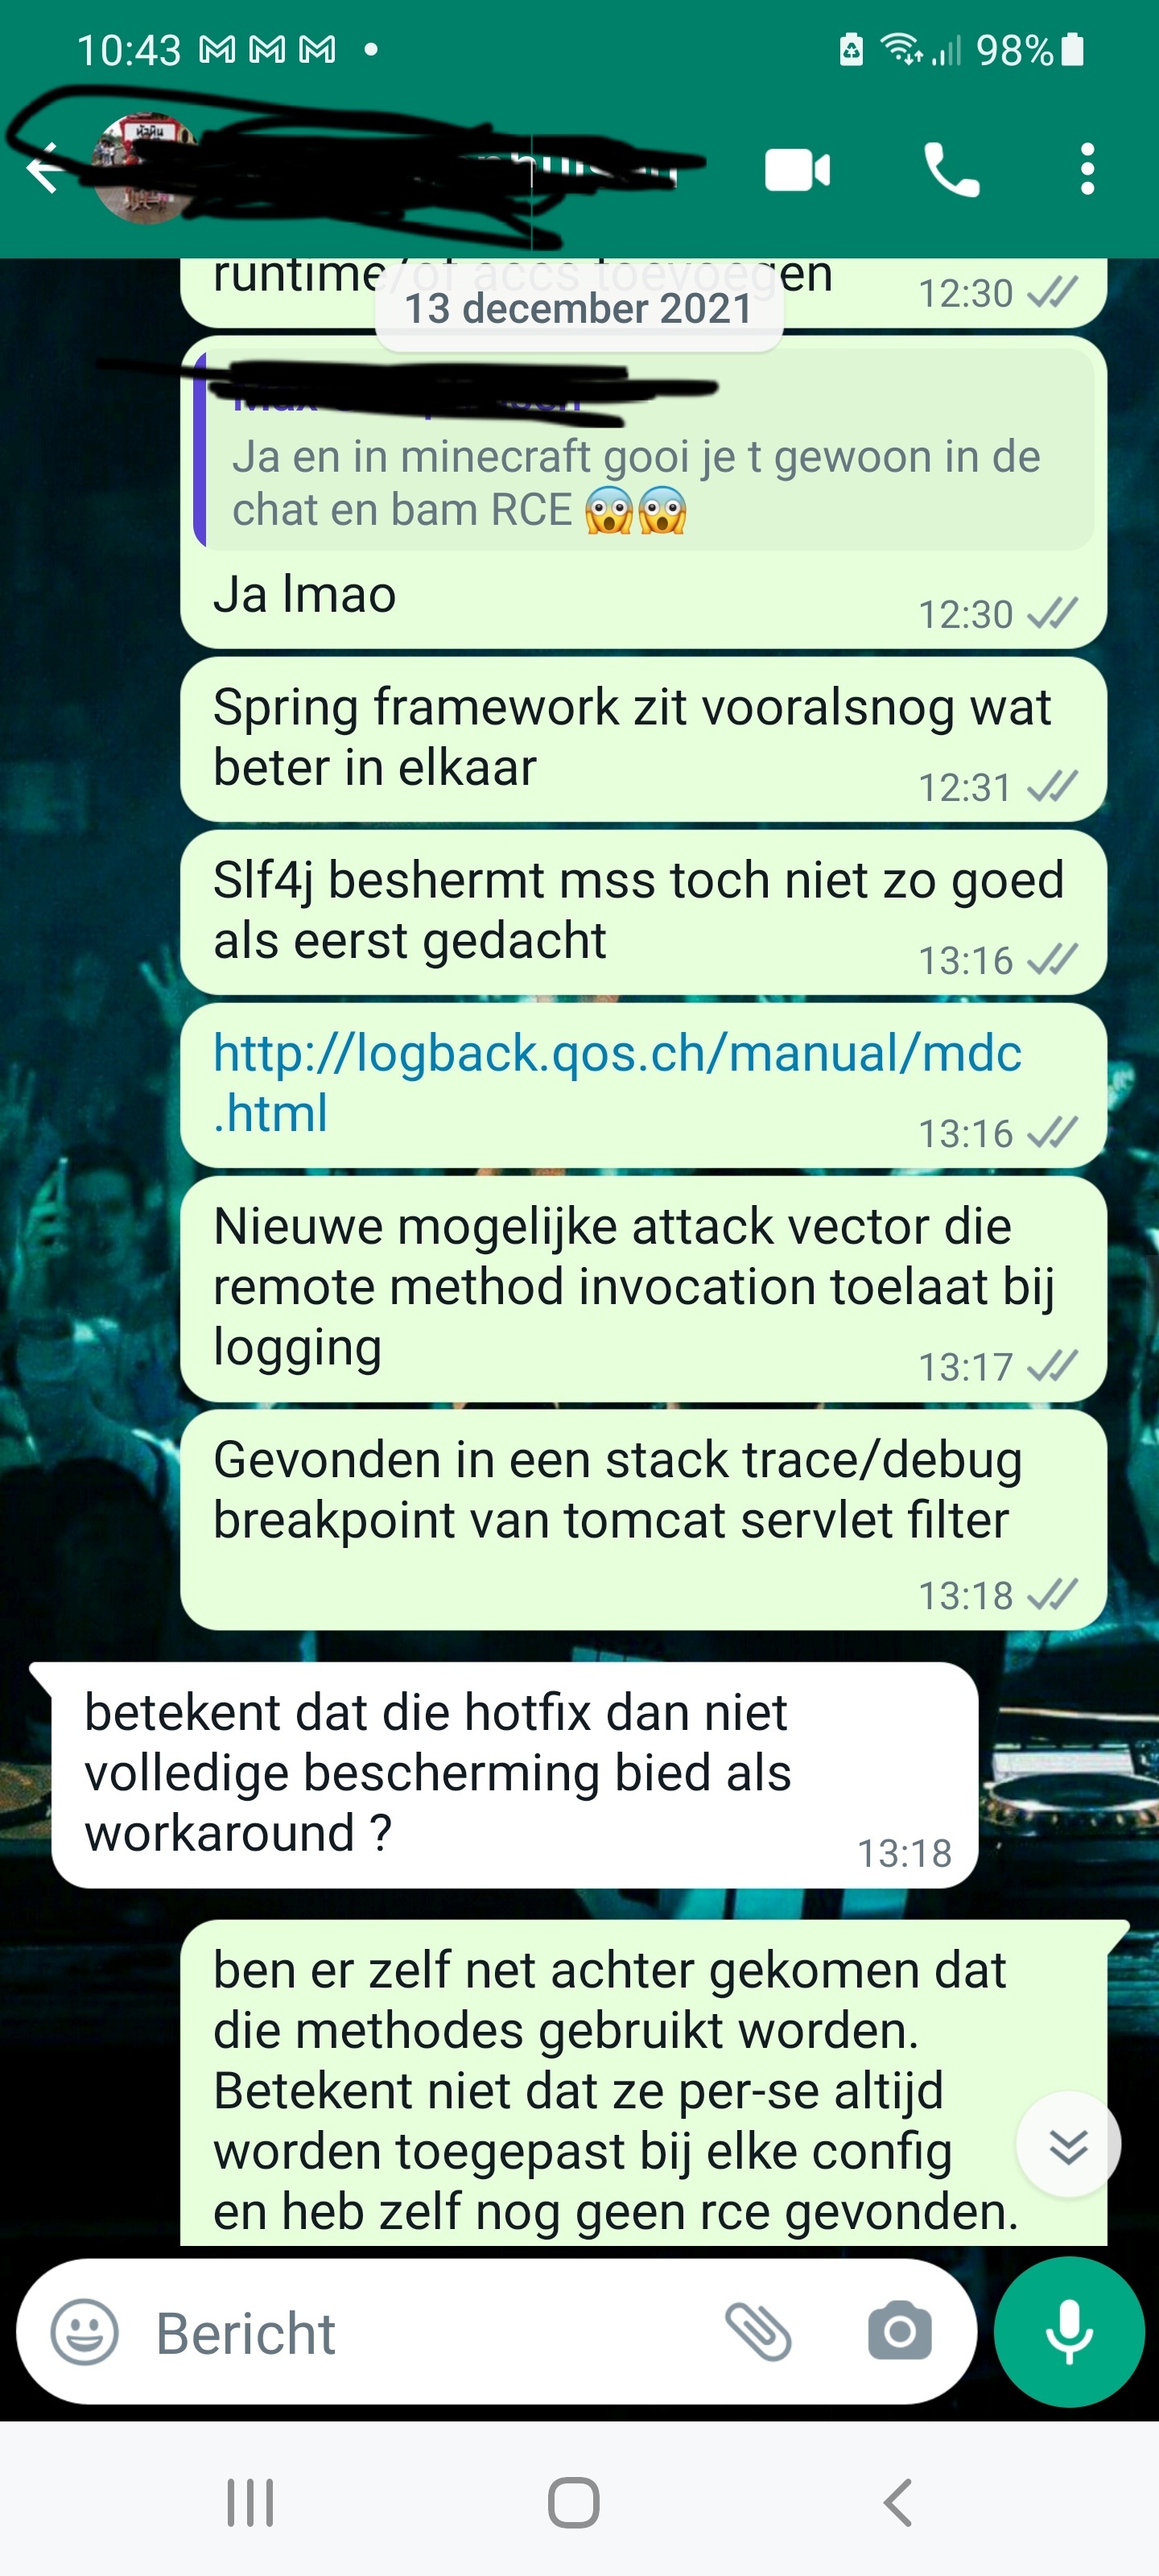 10:43
98%
runtime/of accs toevoegen
12:30
13 december 2021
Ja en in minecraft gooi je t gewoon in de
chat en bam RCE 😱😱
Ja lmao
12:30
Spring framework zit vooralsnog wat
beter in elkaar
12:31
Slf4j beshermt mss toch niet zo goed
als eerst gedacht
13:16
http://logback.qos.ch/manual/mdc
.html
13:16
Nieuwe mogelijke attack vector die
remote method invocation toelaat bij
logging
13:17
Gevonden in een stack trace/debug
breakpoint van tomcat servlet filter
13:18
betekent dat die hotfix dan niet
volledige bescherming bied als
workaround ?
13:18
ben er zelf net achter gekomen dat
die methodes gebruikt worden.
Betekent niet dat ze per-se altijd
worden toegepast bij elke config
en heb zelf nog geen rce gevonden.
Bericht